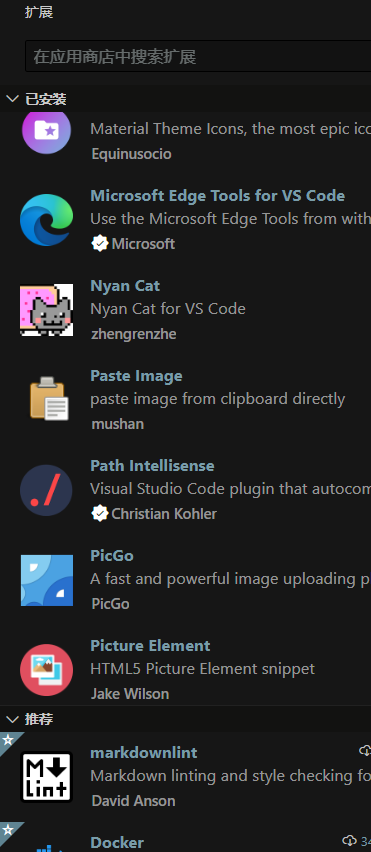 扩展
在应用商店中搜索扩展
已安装
Material Theme Icons, the most epic ico
Equinusocio
Microsoft Edge Tools for VS Code
Use the Microsoft Edge Tools from with
Microsoft
Nyan Cat
Nyan Cat for VS Code
zhengrenzhe
Paste Image
paste image from clipboard directly
mushan
Path Intellisense
Visual Studio Code plugin that autocom
Christian Kohler
PicGo
A fast and powerful image uploading p
PicGo
Picture Element
HTML5 Picture Element snippet
Jake Wilson
推荐
M Lint
markdownlint
Markdown linting and style checking fo
David Anson
Docker
34